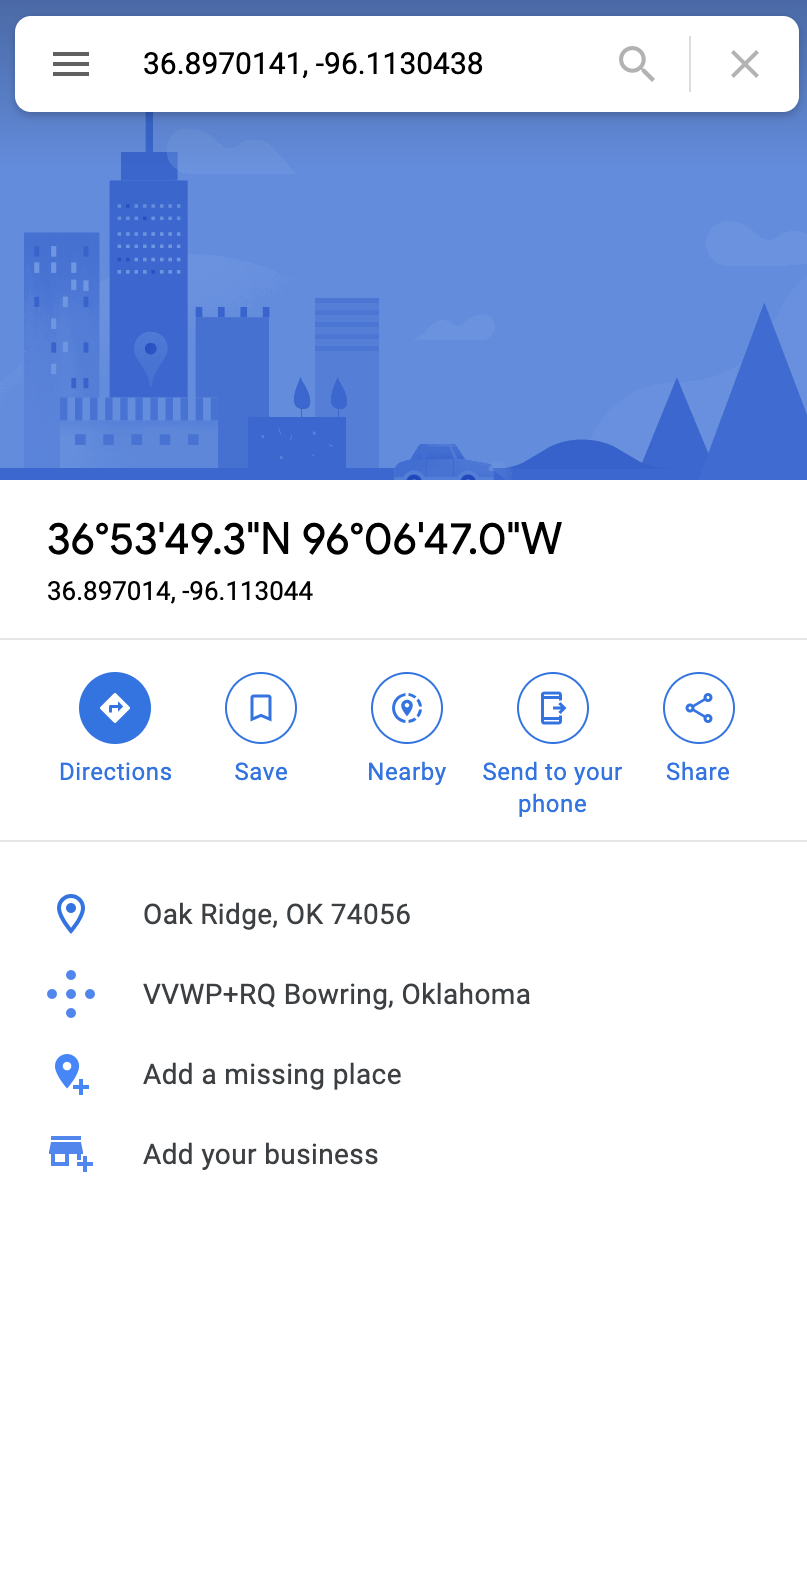 36.8970141, -96.1130438
36°53'49.3"N 96°06'47.0"W
36.897014, -96.113044
Directions
Save
Nearby
Send to your
phone
Share
Oak Ridge, OK 74056
VVWP+RQ Bowring, Oklahoma
Add a missing place
Add your business